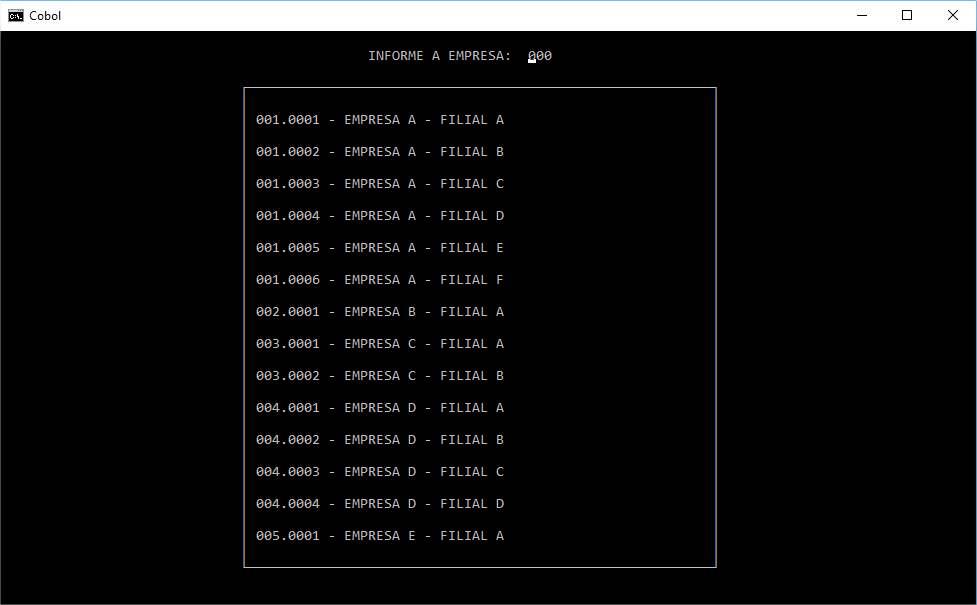 Cobol
INFORME A EMPRESA: 000
001.0001 - EMPRESA A - FILIAL A
001.0002 - EMPRESA A - FILIAL B
001.0003 - EMPRESA A - FILIAL C
001.0004 - EMPRESA A - FILIAL D
001.0005 - EMPRESA A - FILIAL E
001.0006 - EMPRESA A - FILIAL F
002.0001 - EMPRESA B - FILIAL A
003.0001 - EMPRESA C - FILIAL A
003.0002 - EMPRESA C - FILIAL B
004.0001 - EMPRESA D - FILIAL A
004.0002 - EMPRESA D - FILIAL B
004.0003 - EMPRESA D - FILIAL C
004.0004 - EMPRESA D - FILIAL D
005.0001 - EMPRESA E - FILIAL A